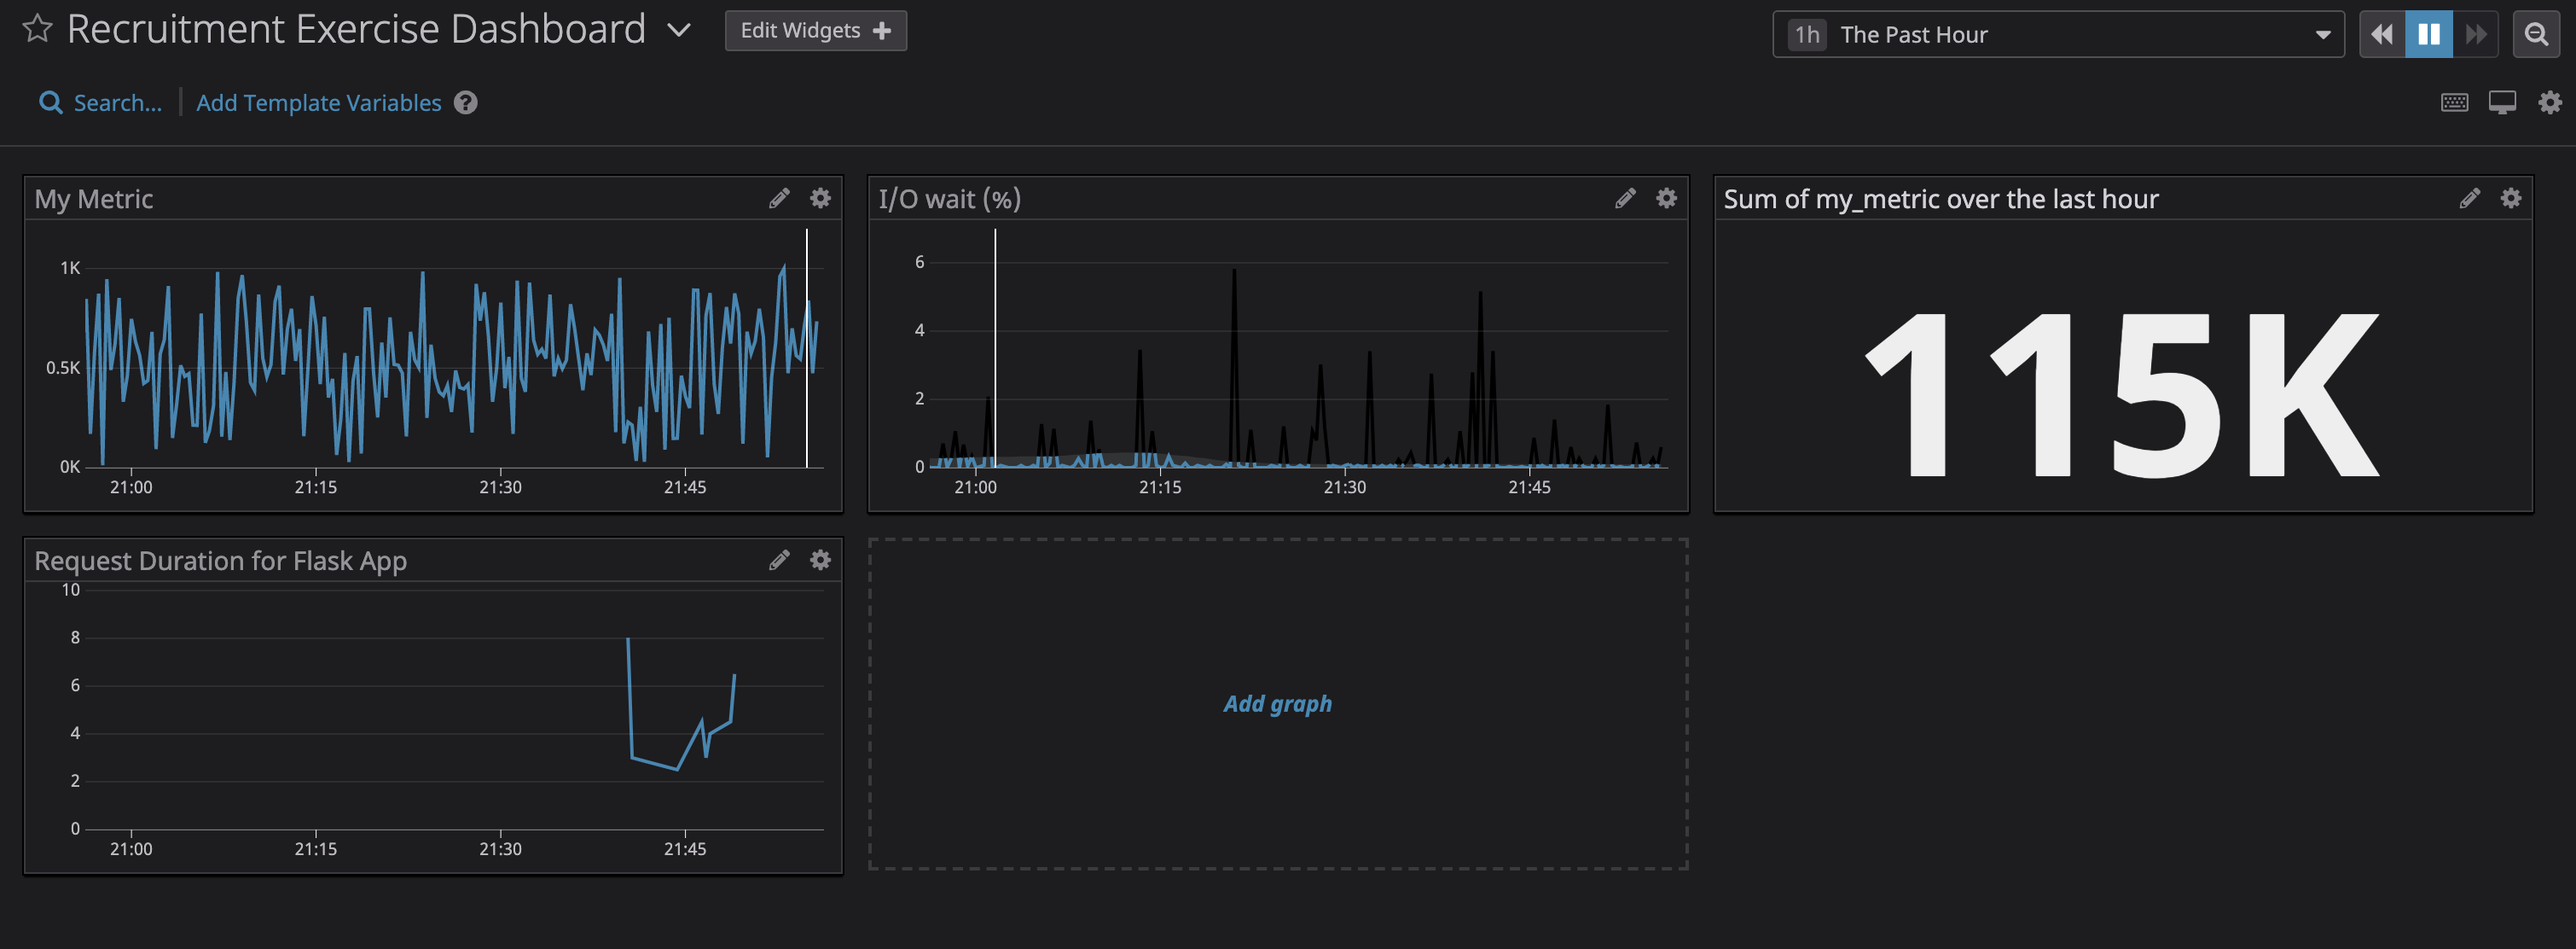 Recruitment Exercise Dashboard
Edit Widgets +
1h The Past Hour
Search...
Add Template Variables ?
My Metric
1K
0.5K
0K
21:00 21:15 21:30 21:45
I/O wait (%)
6
4
2
0
21:00 21:15 21:30 21:45
Sum of my_metric over the last hour
115K
Request Duration for Flask App
10
8
6
4
2
0
21:00 21:15 21:30 21:45
Add graph